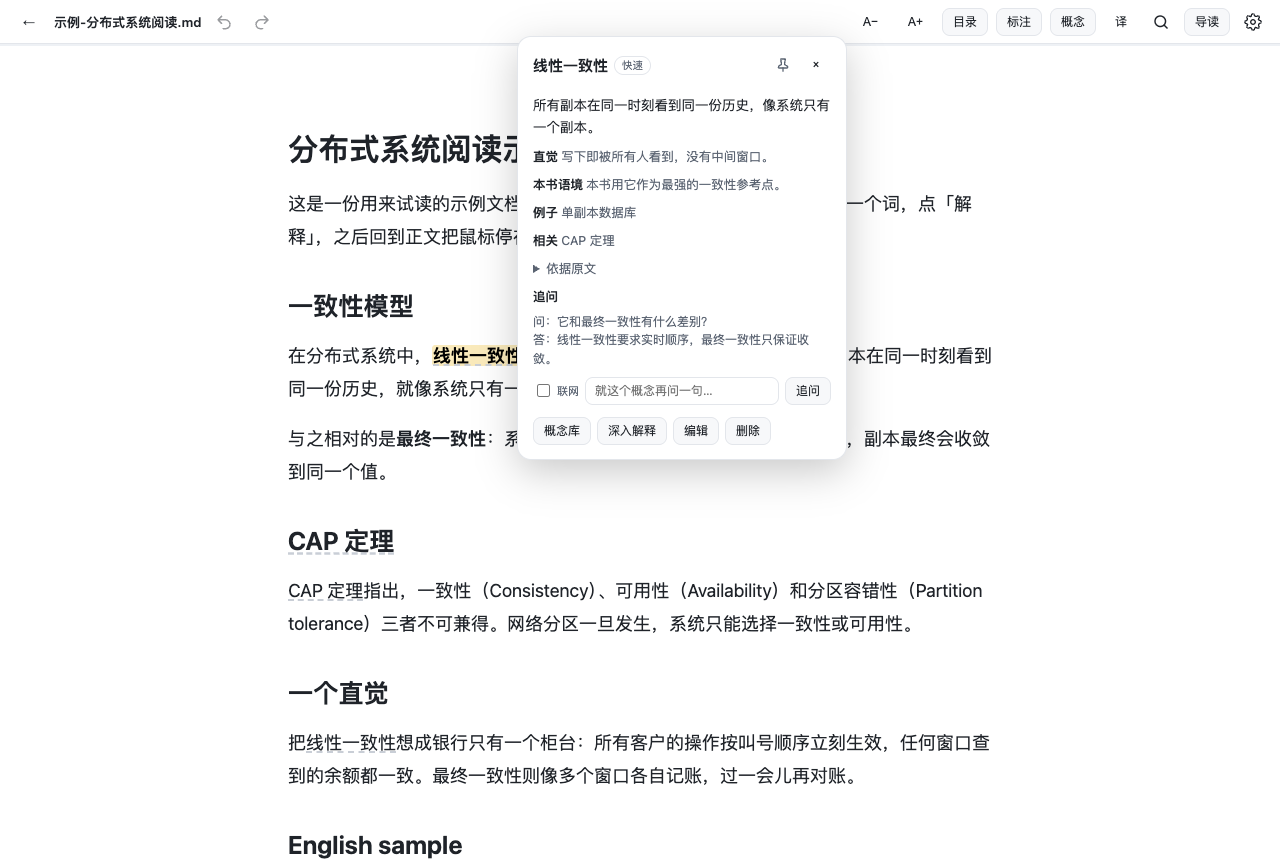 ← 示例-分布式系统阅读.md A− A+ 目录 标注 概念 译 导读
线性一致性 快速 ×
所有副本在同一时刻看到同一份历史，像系统只有
一个副本。
直觉 写下即被所有人看到，没有中间窗口。
本书语境 本书用它作为最强的一致性参考点。
例子 单副本数据库
相关 CAP 定理
▶ 依据原文
追问
问：它和最终一致性有什么差别?
答：线性一致性要求实时顺序，最终一致性只保证收
敛。
联网 就这个概念再问一句... 追问
概念库 深入解释 编辑 删除
分布式系统阅读
这是一份用来试读的示例文档 一个词，点「解
释」，之后回到正文把鼠标停
一致性模型
在分布式系统中，线性一致性 本在同一时刻看到
同一份历史，就像系统只有一
与之相对的是最终一致性：系 ，副本最终会收敛
到同一个值。
CAP 定理
CAP 定理指出，一致性（Consistency）、可用性（Availability）和分区容错性（Partition
tolerance）三者不可兼得。网络分区一旦发生，系统只能选择一致性或可用性。
一个直觉
把线性一致性想成银行只有一个柜台：所有客户的操作按叫号顺序立刻生效，任何窗口查
到的余额都一致。最终一致性则像多个窗口各自记账，过一会儿再对账。
English sample